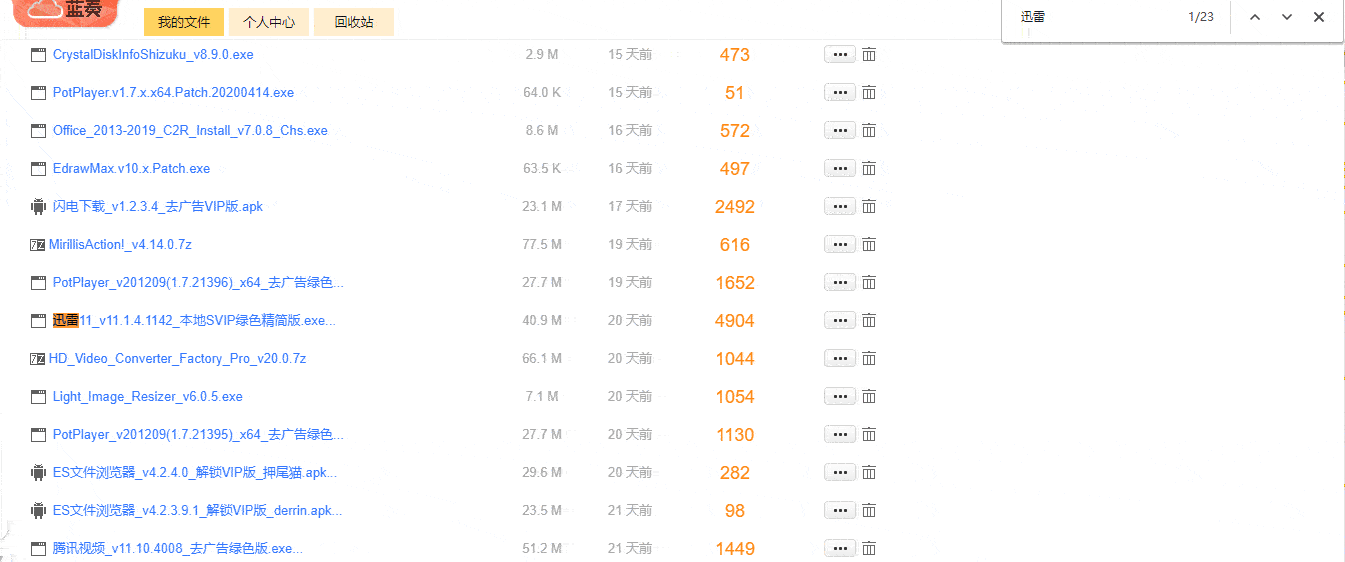 蓝奏
我的文件 个人中心 回收站
迅雷 1/23
CrystalDiskInfoShizuku_v8.9.0.exe 2.9 M 15 天前 473
PotPlayer.v1.7.x.x64.Patch.20200414.exe 64.0 K 15 天前 51
Office_2013-2019_C2R_Install_v7.0.8_Chs.exe 8.6 M 16 天前 572
EdrawMax.v10.x.Patch.exe 63.5 K 16 天前 497
闪电下载_v1.2.3.4_去广告VIP版.apk 23.1 M 17 天前 2492
7Z MirillisAction!_v4.14.0.7z 77.5 M 19 天前 616
PotPlayer_v201209(1.7.21396)_x64_去广告绿色... 27.7 M 19 天前 1652
迅雷11_v11.1.4.1142_本地SVIP绿色精简版.exe... 40.9 M 20 天前 4904
7Z HD_Video_Converter_Factory_Pro_v20.0.7z 66.1 M 20 天前 1044
Light_Image_Resizer_v6.0.5.exe 7.1 M 20 天前 1054
PotPlayer_v201209(1.7.21395)_x64_去广告绿色... 27.7 M 20 天前 1130
ES文件浏览器_v4.2.4.0_解锁VIP版_押尾猫.apk... 29.6 M 20 天前 282
ES文件浏览器_v4.2.3.9.1_解锁VIP版_derrin.apk... 23.5 M 21 天前 98
腾讯视频_v11.10.4008_去广告绿色版.exe... 51.2 M 21 天前 1449